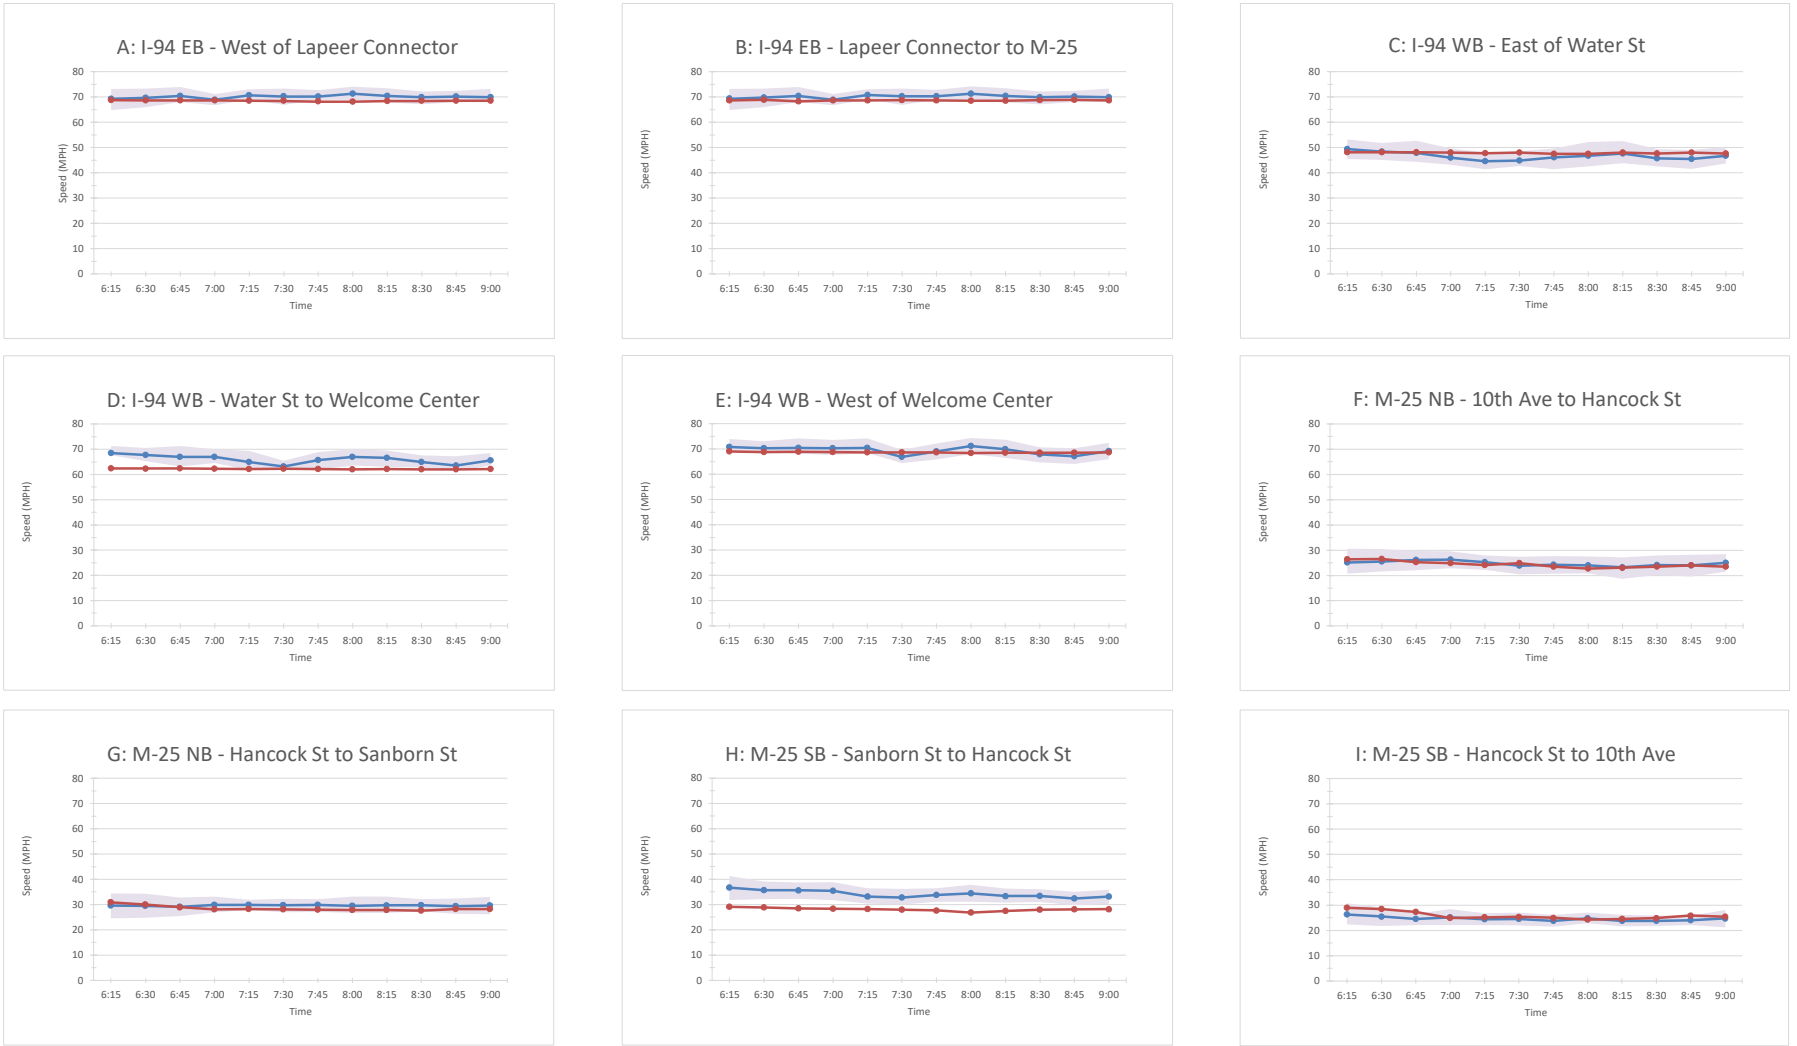 A: I-94 EB - West of Lapeer Connector
80
70
60
50
40
30
20
10
0
Speed (MPH)
6:15 6:30 6:45 7:00 7:15 7:30 7:45 8:00 8:15 8:30 8:45 9:00
Time
B: I-94 EB - Lapeer Connector to M-25
80
70
60
50
40
30
20
10
0
Speed (MPH)
6:15 6:30 6:45 7:00 7:15 7:30 7:45 8:00 8:15 8:30 8:45 9:00
Time
C: I-94 WB - East of Water St
80
70
60
50
40
30
20
10
0
Speed (MPH)
6:15 6:30 6:45 7:00 7:15 7:30 7:45 8:00 8:15 8:30 8:45 9:00
Time
D: I-94 WB - Water St to Welcome Center
80
70
60
50
40
30
20
10
0
Speed (MPH)
6:15 6:30 6:45 7:00 7:15 7:30 7:45 8:00 8:15 8:30 8:45 9:00
Time
E: I-94 WB - West of Welcome Center
80
70
60
50
40
30
20
10
0
Speed (MPH)
6:15 6:30 6:45 7:00 7:15 7:30 7:45 8:00 8:15 8:30 8:45 9:00
Time
F: M-25 NB - 10th Ave to Hancock St
80
70
60
50
40
30
20
10
0
Speed (MPH)
6:15 6:30 6:45 7:00 7:15 7:30 7:45 8:00 8:15 8:30 8:45 9:00
Time
G: M-25 NB - Hancock St to Sanborn St
80
70
60
50
40
30
20
10
0
Speed (MPH)
6:15 6:30 6:45 7:00 7:15 7:30 7:45 8:00 8:15 8:30 8:45 9:00
Time
H: M-25 SB - Sanborn St to Hancock St
80
70
60
50
40
30
20
10
0
Speed (MPH)
6:15 6:30 6:45 7:00 7:15 7:30 7:45 8:00 8:15 8:30 8:45 9:00
Time
I: M-25 SB - Hancock St to 10th Ave
80
70
60
50
40
30
20
10
0
Speed (MPH)
6:15 6:30 6:45 7:00 7:15 7:30 7:45 8:00 8:15 8:30 8:45 9:00
Time